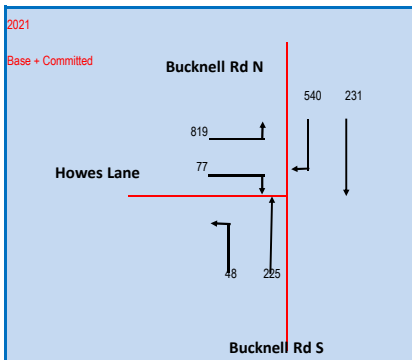 2021
Base + Committed
Bucknell Rd N
540 231
819
77
Howes Lane
48 225
Bucknell Rd S